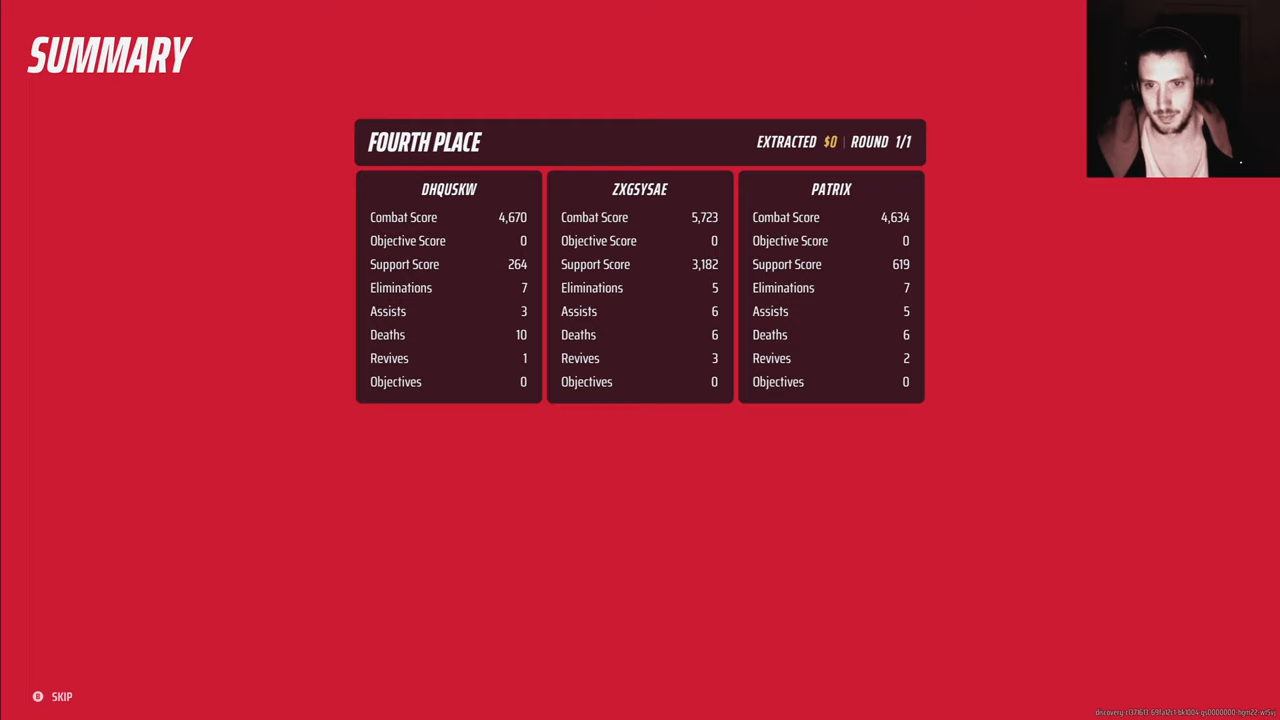 SUMMARY
FOURTH PLACE
EXTRACTED $0 | ROUND 1/1
DHQUSKW
Combat Score 4,670
Objective Score 0
Support Score 264
Eliminations 7
Assists 3
Deaths 10
Revives 1
Objectives 0
ZXGSYSAE
Combat Score 5,723
Objective Score 0
Support Score 3,182
Eliminations 5
Assists 6
Deaths 6
Revives 3
Objectives 0
PATRIX
Combat Score 4,634
Objective Score 0
Support Score 619
Eliminations 7
Assists 5
Deaths 6
Revives 2
Objectives 0
B SKIP